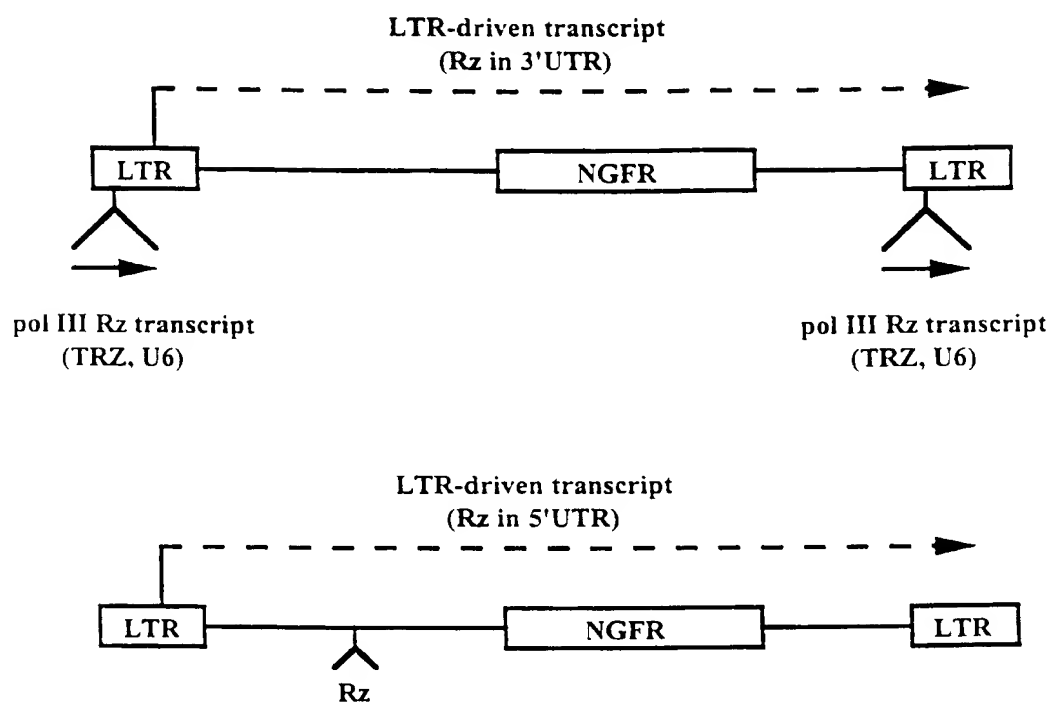 LTR-driven transcript
(Rz in 3'UTR)
LTR
NGFR
LTR
pol III Rz transcript
(TRZ, U6)
pol III Rz transcript
(TRZ, U6)
LTR-driven transcript
(Rz in 5'UTR)
LTR
NGFR
LTR
Rz